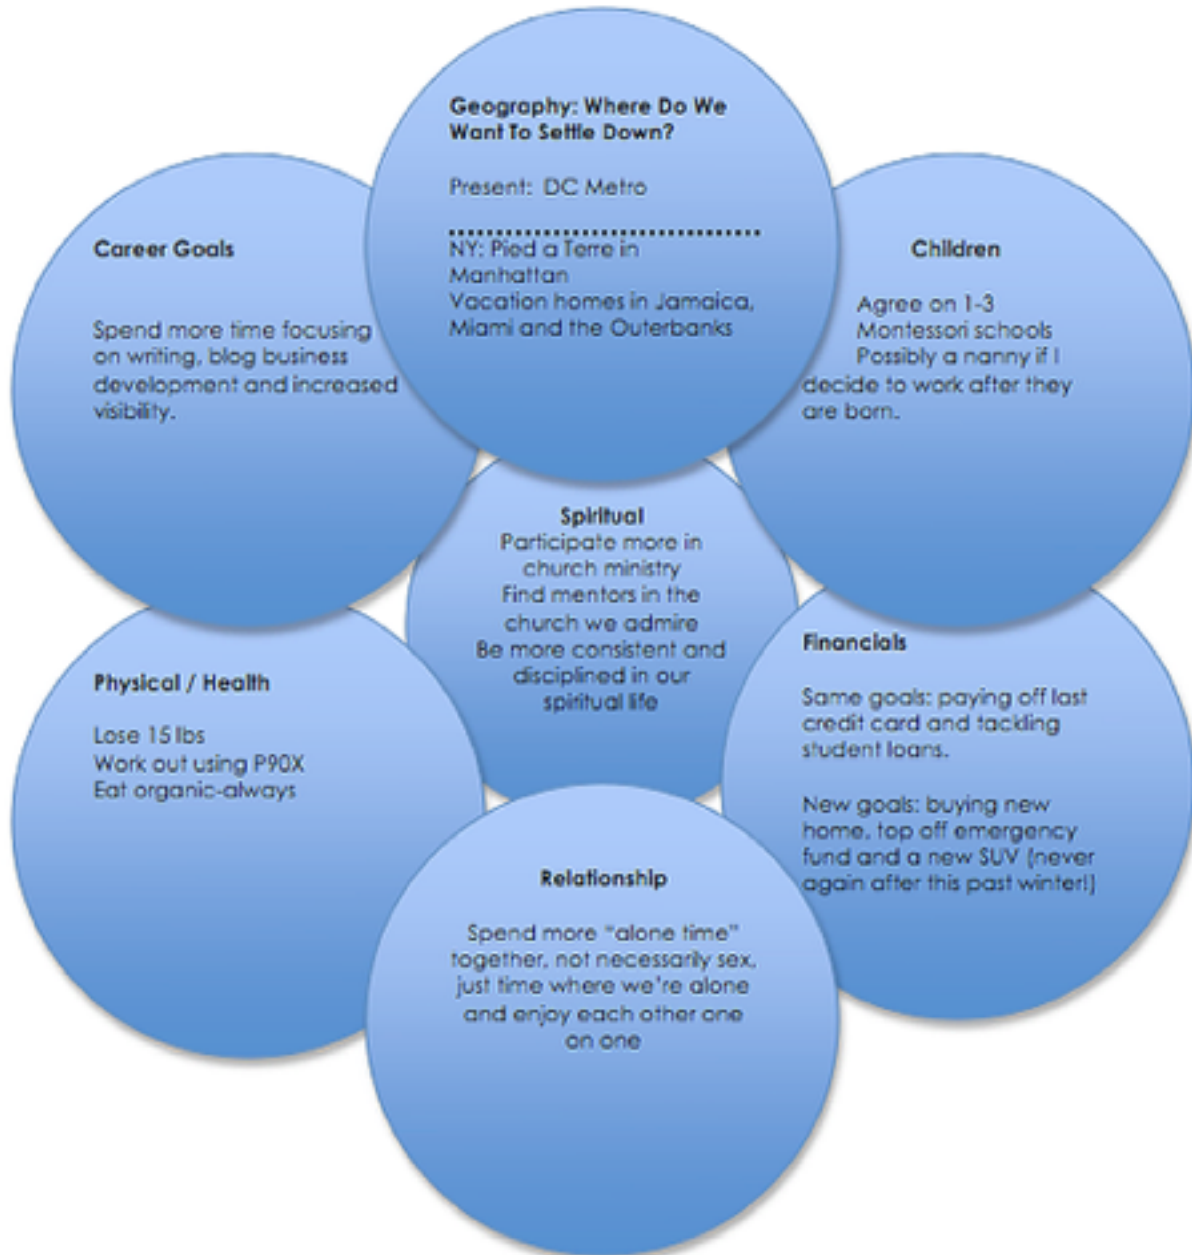 Geography: Where Do We
Want To Settle Down?
Present: DC Metro
NY: Pied a Terre in
Manhattan
Vacation homes in Jamaica,
Miami and the Outerbanks
Career Goals
Spend more time focusing
on writing, blog business
development and increased
visibility.
Children
Agree on 1-3
Montessori schools
Possibly a nanny if I
decide to work after they
are born.
Spiritual
Participate more in
church ministry
Find mentors in the
church we admire
Be more consistent and
disciplined in our
spiritual life
Physical / Health
Lose 15 lbs
Work out using P90X
Eat organic-always
Financials
Same goals: paying off last
credit card and tackling
student loans.
New goals: buying new
home, top off emergency
fund and a new SUV (never
again after this past winter!)
Relationship
Spend more “alone time”
together, not necessarily sex,
just time where we’re alone
and enjoy each other one
on one